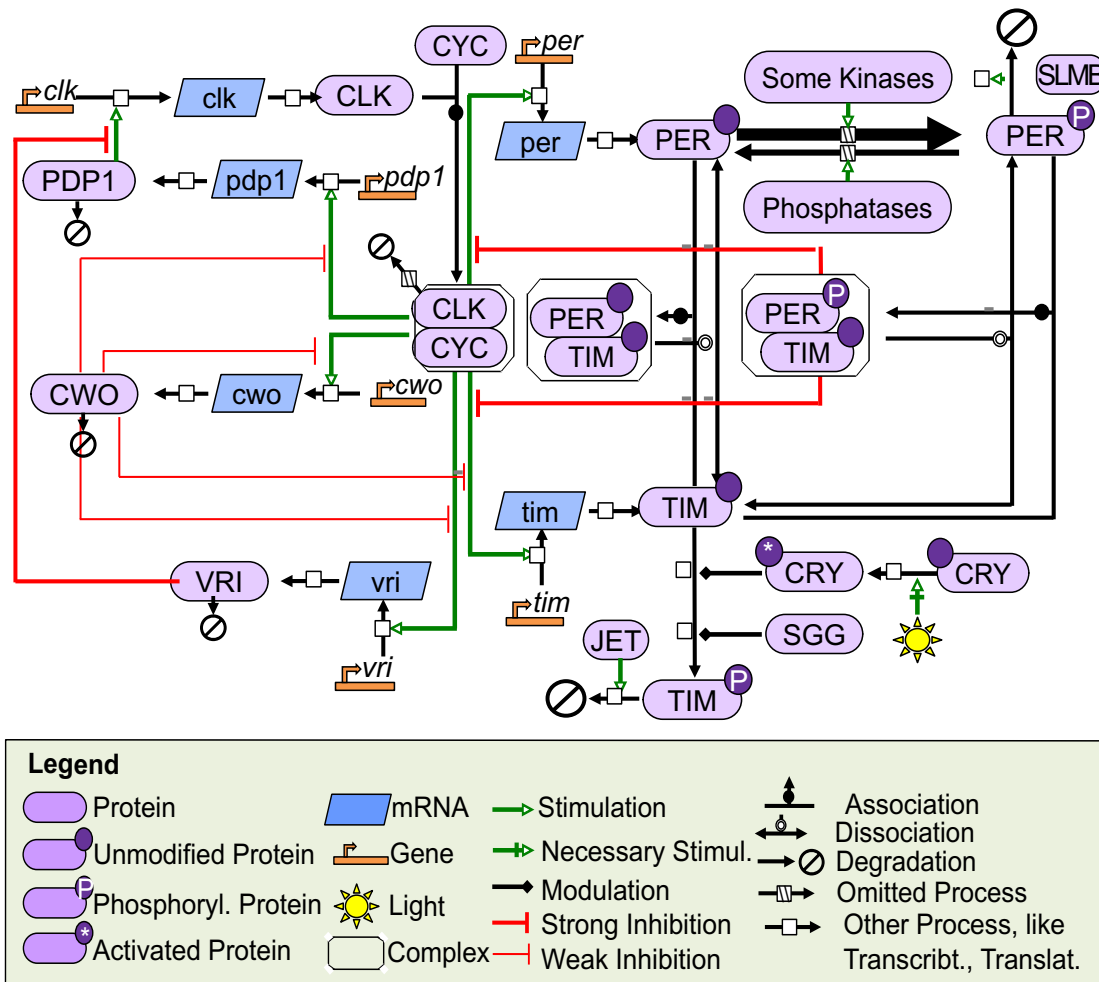 CYC
per
clk
clk
CLK
Some Kinases
SLMB
per
PER
PER
P
PDP1
pdp1
pdp1
Phosphatases
CLK
CYC
PER
TIM
P
PER
TIM
CWO
cwo
cwo
tim
TIM
VRI
vri
*
CRY
CRY
tim
JET
SGG
vri
TIM
P
Legend
Protein
Unmodified Protein
P
Phosphoryl. Protein
*
Activated Protein
mRNA
Gene
Light
Complex
Stimulation
Necessary Stimul.
Modulation
Strong Inhibition
Weak Inhibition
Association
Dissociation
Degradation
Omitted Process
Other Process, like
Transcribt., Translat.